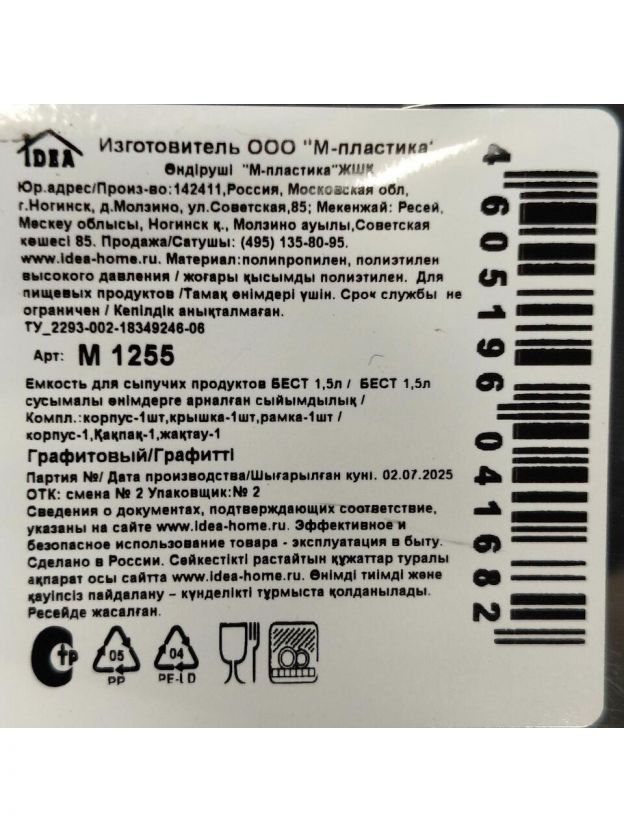 IDEA
Изготовитель ООО "М-пластика"
Өндіруші "М-пластика"ЖШҚ
Юр.адрес/Произ-во:142411,Россия, Московская обл,
г.Ногинск, д.Молзино, ул.Советская,85; Мекенжай: Ресей,
Мескеу облысы, Ногинск қ., Молзино ауылы,Советская
көшесі 85. Продажа/Сатушы: (495) 135-80-95.
www.idea-home.ru. Материал:полипропилен, полиэтилен
высокого давления / жоғары қысымды полиэтилен. Для
пищевых продуктов /Тамақ өнімдері үшін. Срок службы не
ограничен / Кепілдік анықталмаған.
ТУ_2293-002-18349246-06
Арт: М 1255
Емкость для сыпучих продуктов БЕСТ 1,5л / БЕСТ 1,5л
сусымалы өнімдерге арналған сыйымдылық /
Компл.:корпус-1шт,крышка-1шт,рамка-1шт /
корпус-1,Қақпақ-1,жақтау-1
Графитовый/Графитті
Партия №/ Дата производства/Шығарылған куні. 02.07.2025
ОТК: смена № 2 Упаковщик:№ 2
Сведения о документах, подтверждающих соответствие,
указаны на сайте www.idea-home.ru. Эффективное и
безопасное использование товара - эксплуатация в быту.
Сделано в России. Сәйкестікті растайтын құжаттар туралы
ақпарат осы сайтта www.idea-home.ru. Өнімді тиімді және
қауіпсіз пайдалану – күнделікті тұрмыста қолданылады.
Ресейде жасалған.
05
PP
04
PE-LD
4605196041682